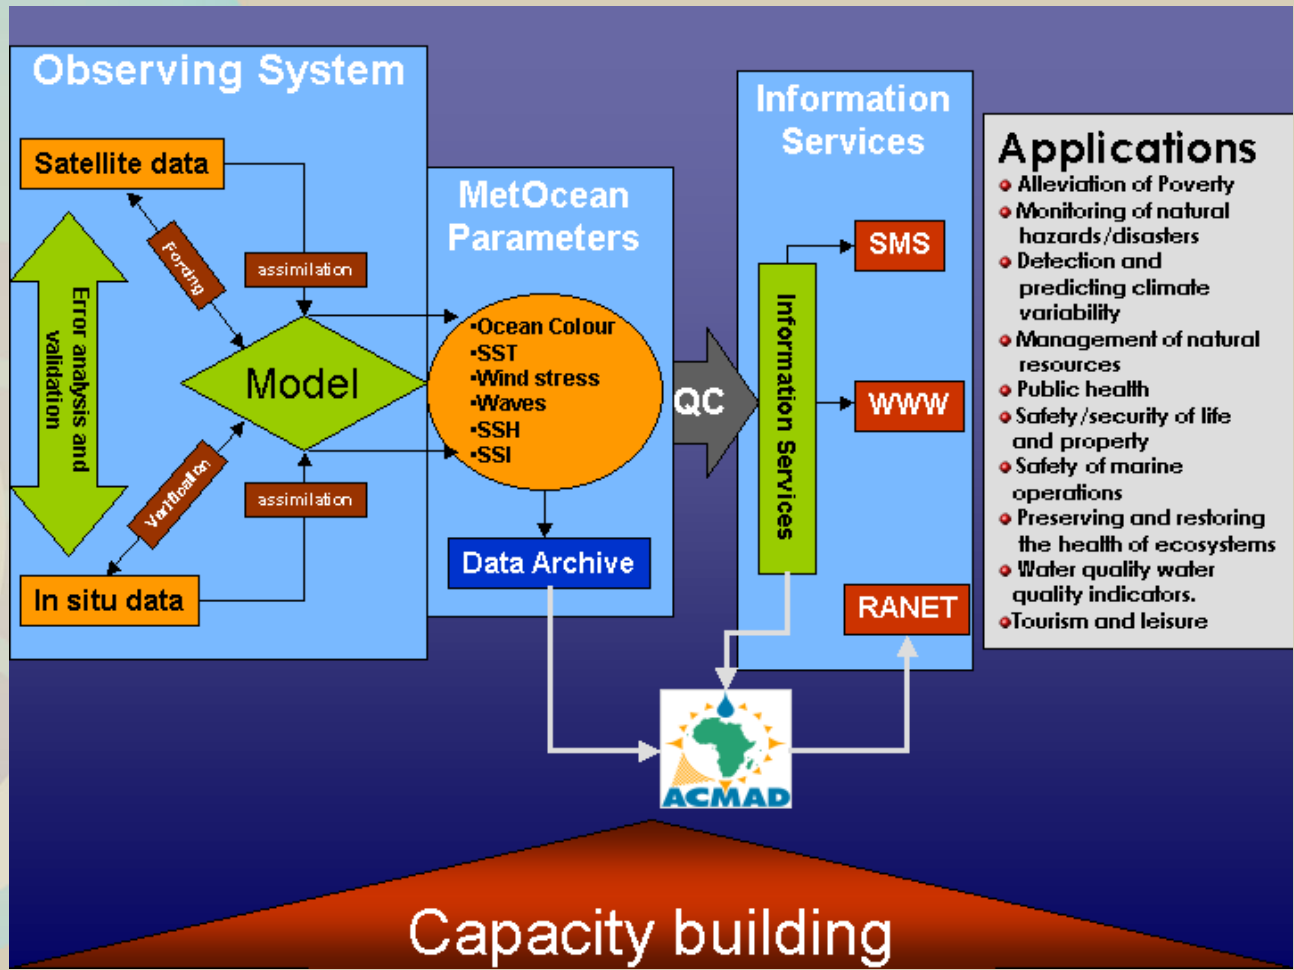 Observing System
Satellite data
Forcing
assimilation
Error analysis and
validation
Model
Verification
assimilation
In situ data
MetOcean
Parameters
•Ocean Colour
•SST
•Wind stress
•Waves
•SSH
•SSI
Data Archive
QC
Information
Services
Information Services
SMS
WWW
RANET
ACMAD
Applications
Alleviation of Poverty
Monitoring of natural
hazards/disasters
Detection and
predicting climate
variability
Management of natural
resources
Public health
Safety/security of life
and property
Safety of marine
operations
Preserving and restoring
the health of ecosystems
Water quality water
quality indicators.
Tourism and leisure
Capacity building